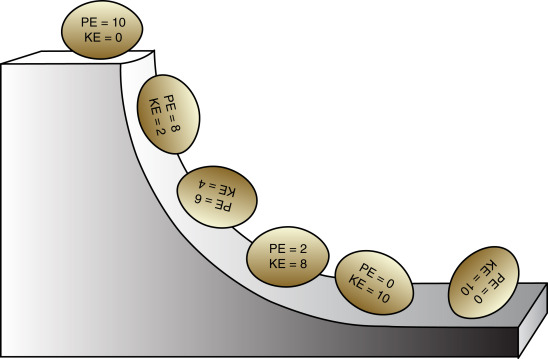 PE = 10
KE = 0
PE = 8
KE = 2
PE = 6
KE = 4
PE = 2
KE = 8
PE = 0
KE = 10
PE = 0
KE = 10